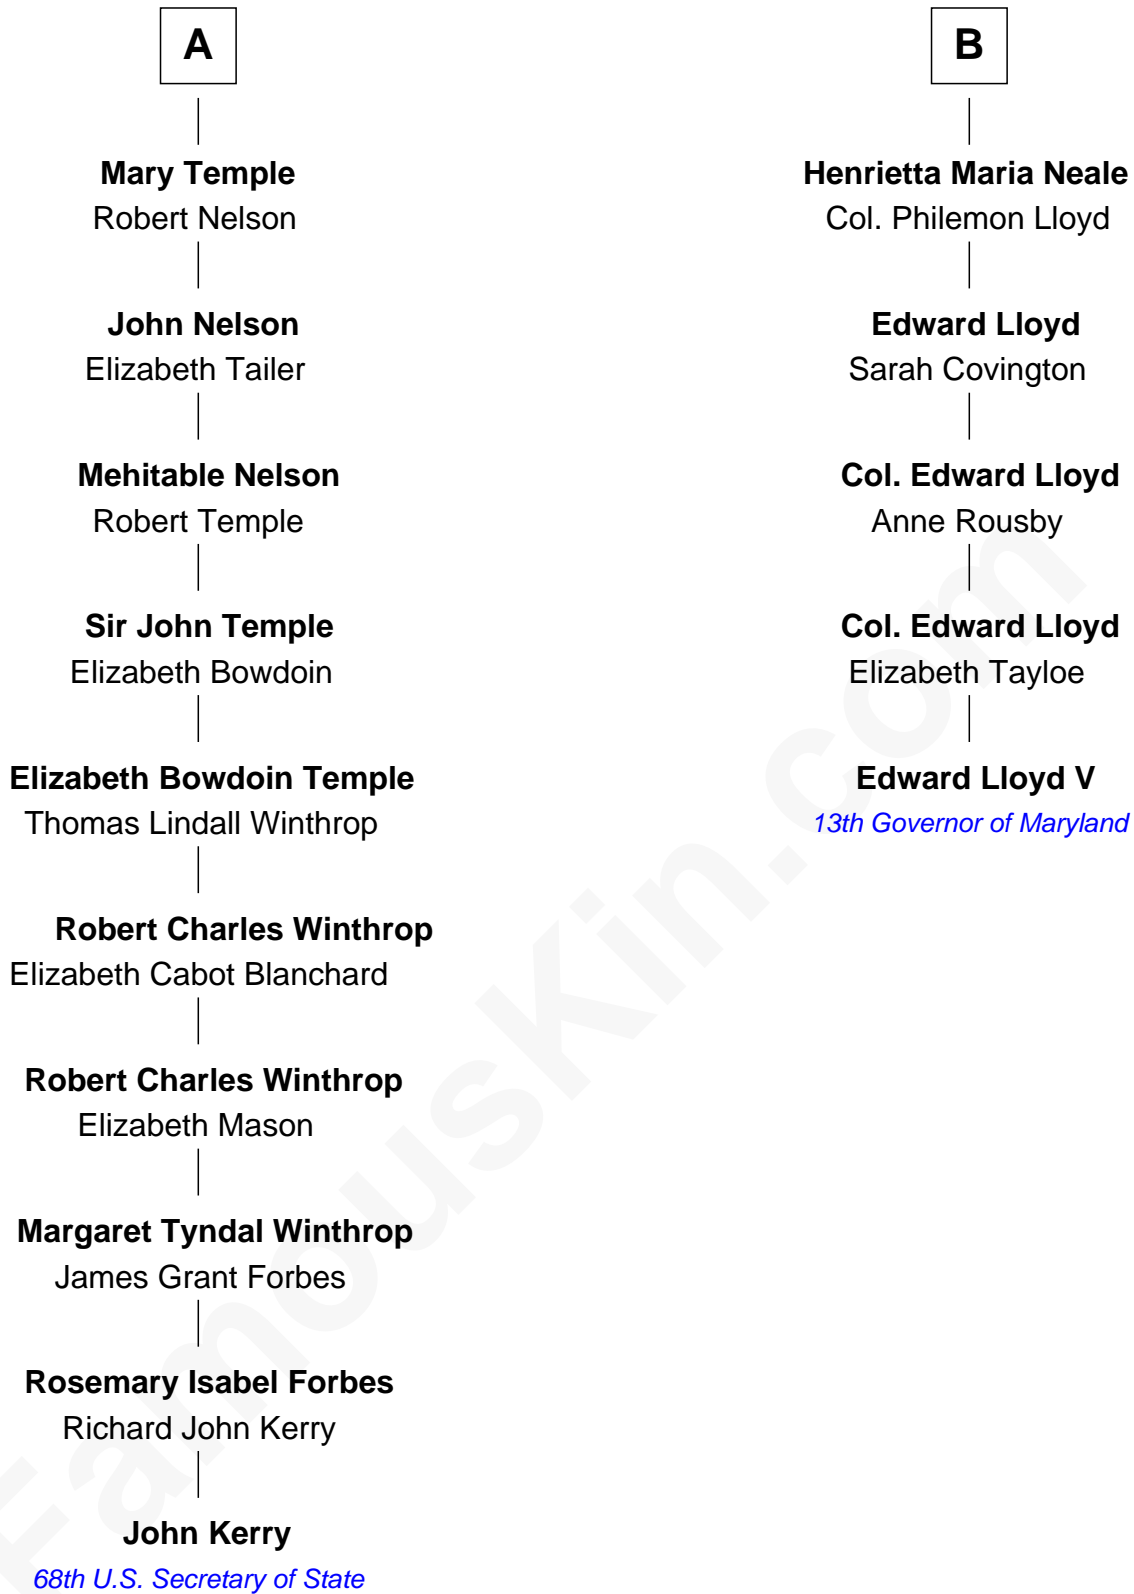 A
Mary Temple
Robert Nelson
John Nelson
Elizabeth Tailer
Mehitable Nelson
Robert Temple
Sir John Temple
Elizabeth Bowdoin
Elizabeth Bowdoin Temple
Thomas Lindall Winthrop
Robert Charles Winthrop
Elizabeth Cabot Blanchard
Robert Charles Winthrop
Elizabeth Mason
Margaret Tyndal Winthrop
James Grant Forbes
Rosemary Isabel Forbes
Richard John Kerry
John Kerry
68th U.S. Secretary of State
B
Henrietta Maria Neale
Col. Philemon Lloyd
Edward Lloyd
Sarah Covington
Col. Edward Lloyd
Anne Rousby
Col. Edward Lloyd
Elizabeth Tayloe
Edward Lloyd V
13th Governor of Maryland
FamousKin.com